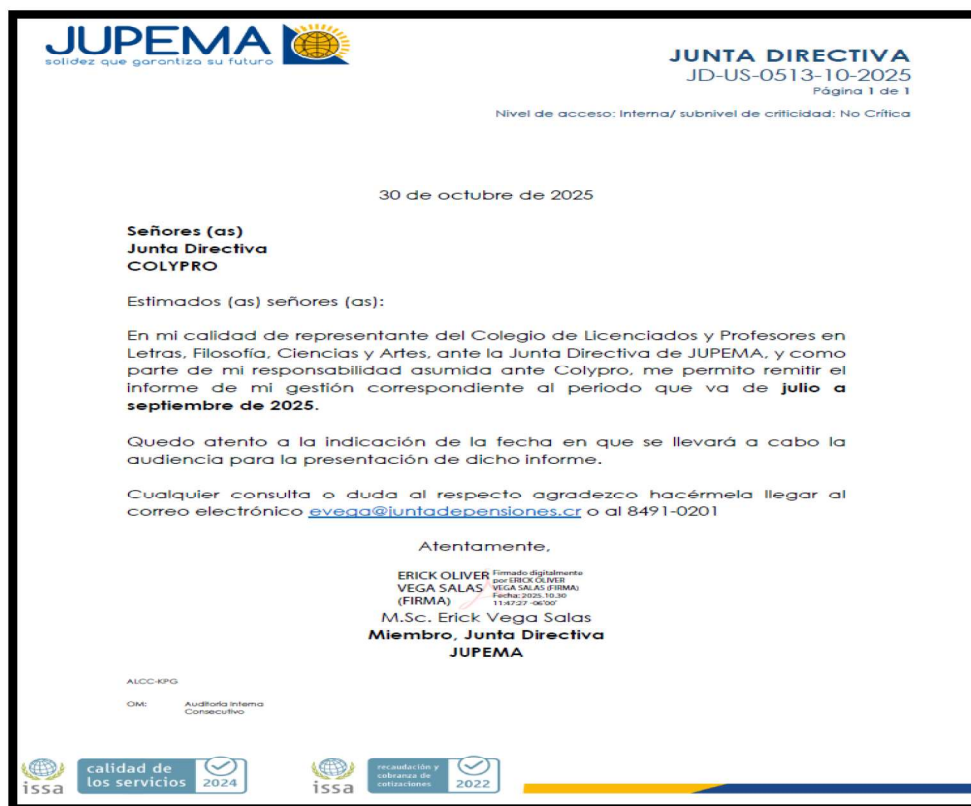 JUPEMA
solidez que garantiza su futuro
JUNTA DIRECTIVA
JD-US-0513-10-2025
Página 1 de 1
Nivel de acceso: Interna/ subnivel de criticidad: No Crítica
30 de octubre de 2025
Señores (as)
Junta Directiva
COLYPRO
Estimados (as) señores (as):
En mi calidad de representante del Colegio de Licenciados y Profesores en
Letras, Filosofía, Ciencias y Artes, ante la Junta Directiva de JUPEMA, y como
parte de mi responsabilidad asumida ante Colypro, me permito remitir el
informe de mi gestión correspondiente al periodo que va de julio a
septiembre de 2025.
Quedo atento a la indicación de la fecha en que se llevará a cabo la
audiencia para la presentación de dicho informe.
Cualquier consulta o duda al respecto agradezco hacérmela llegar al
correo electrónico evega@juntadepensiones.cr o al 8491-0201
Atentamente,
ERICK OLIVER
VEGA SALAS
(FIRMA)
Firmado digitalmente
por ERICK OLIVER
VEGA SALAS (FIRMA)
Fecha: 2025.10.30
11:47:27 -06'00'
M.Sc. Erick Vega Salas
Miembro, Junta Directiva
JUPEMA
ALCC-KPG
OM: Auditoría Interna
Consecutivo
issa
calidad de
los servicios 2024
issa
recaudación y
cobranza de
cotizaciones 2022